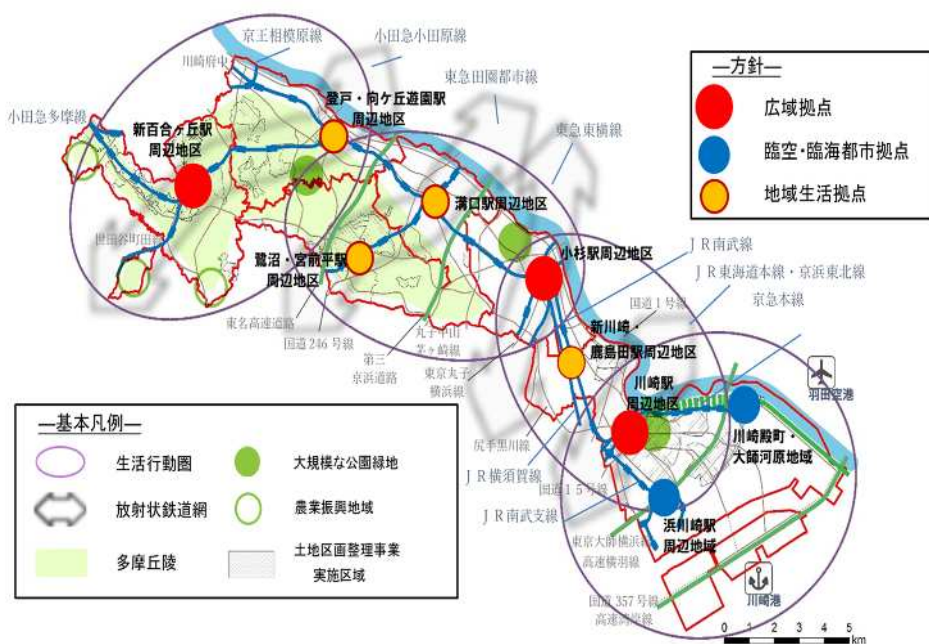 京王相模原線
小田急小田原線
川崎府中
東急田園都市線
小田急多摩線
登戸・向ケ丘遊園駅
周辺地区
新百合ヶ丘駅
周辺地区
東急東横線
溝口駅周辺地区
世田谷町田
鷺沼・宮前平駅
周辺地区
小杉駅周辺地区
ＪＲ南武線
ＪＲ東海道本線・京浜東北線
京急本線
東名高速道路
国道246号線
第三
京浜道路
丸子中山
茅ヶ崎線
東京丸子
横浜線
国道1号線
新川崎・
鹿島田駅周辺地区
川崎駅
周辺地区
羽田空港
川崎殿町・
大師河原地域
尻手黒川線
ＪＲ横須賀線
国道15号線
ＪＲ南武支線
浜川崎駅
周辺地域
東京大師横浜線
高速横羽線
国道357号線
高速湾岸線
川崎港
0 1 2 3 4 5
km
―方針―
広域拠点
臨空・臨海都市拠点
地域生活拠点
―基本凡例―
生活行動圏
大規模な公園緑地
放射状鉄道網
農業振興地域
多摩丘陵
土地区画整理事業
実施区域